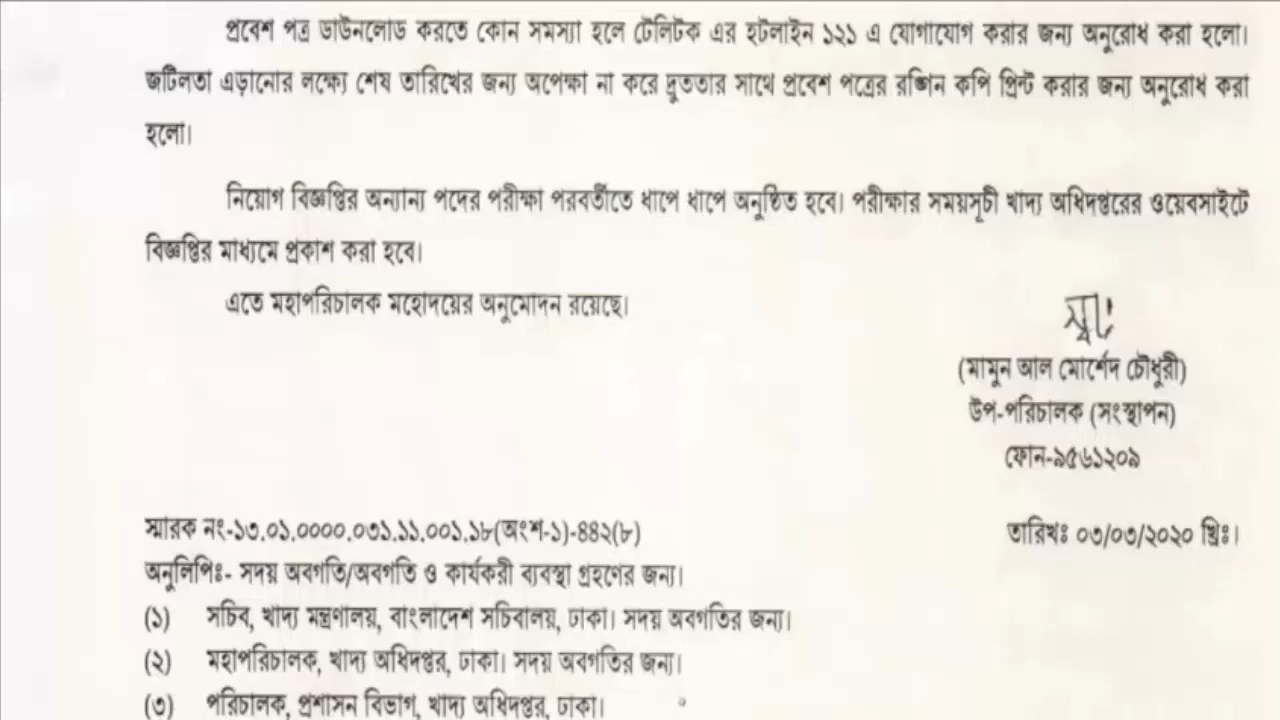 প্রবেশ পত্র ডাউনলোড করতে কোন সমস্যা হলে টেলিটক এর হটলাইন ১২১ এ যোগাযোগ করার জন্য অনুরোধ করা হলো।
জটিলতা এড়ানোর লক্ষ্যে শেষ তারিখের জন্য অপেক্ষা না করে দ্রুততার সাথে প্রবেশ পত্রের রঙ্গিন কপি প্রিন্ট করার জন্য অনুরোধ করা
হলো।
নিয়োগ বিজ্ঞপ্তির অন্যান্য পদের পরীক্ষা পরবর্তীতে ধাপে ধাপে অনুষ্ঠিত হবে। পরীক্ষার সময়সূচী খাদ্য অধিদপ্তরের ওয়েবসাইটে
বিজ্ঞপ্তির মাধ্যমে প্রকাশ করা হবে।
এতে মহাপরিচালক মহোদয়ের অনুমোদন রয়েছে।
স্বাঃ
(মামুন আল মোর্শেদ চৌধুরী)
উপ-পরিচালক (সংস্থাপন)
ফোন-৯৫৬১২০৯
স্মারক নং-১৩.০১.০০০০.০৩১.১১.০০১.১৮(অংশ-১)-৪৪২(৮)
তারিখঃ ০৩/০৩/২০২০ খ্রিঃ।
অনুলিপিঃ- সদয় অবগতি/অবগতি ও কার্যকরী ব্যবস্থা গ্রহণের জন্য।
(১) সচিব, খাদ্য মন্ত্রণালয়, বাংলাদেশ সচিবালয়, ঢাকা। সদয় অবগতির জন্য।
(২) মহাপরিচালক, খাদ্য অধিদপ্তর, ঢাকা। সদয় অবগতির জন্য।
(৩) পরিচালক, প্রশাসন বিভাগ, খাদ্য অধিদপ্তর, ঢাকা।